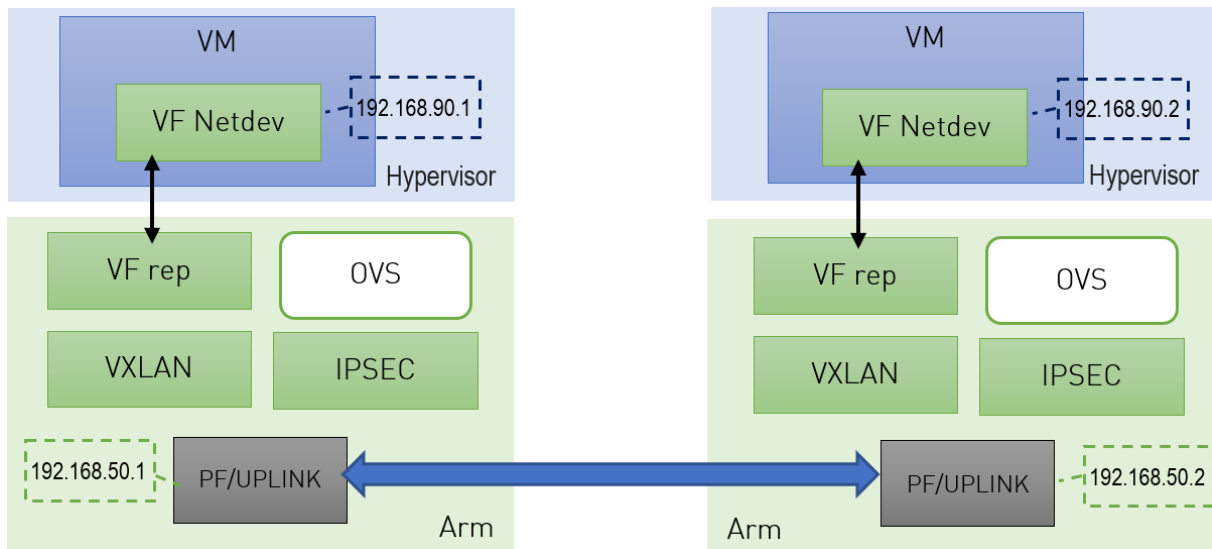 VM
VF Netdev
192.168.90.1
Hypervisor
VF rep
OVS
VXLAN
IPSEC
192.168.50.1
PF/UPLINK
Arm
VM
VF Netdev
192.168.90.2
Hypervisor
VF rep
OVS
VXLAN
IPSEC
PF/UPLINK
192.168.50.2
Arm